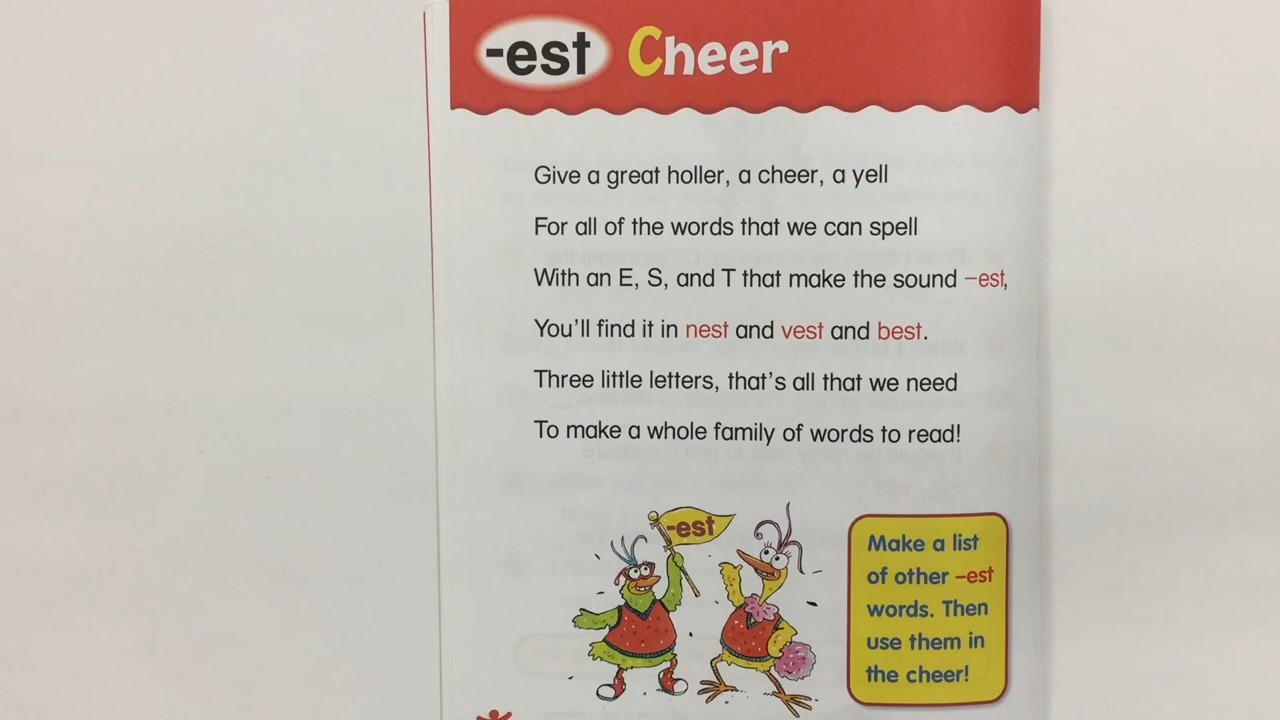 -est Cheer
Give a great holler, a cheer, a yell
For all of the words that we can spell
With an E, S, and T that make the sound –est,
You'll find it in nest and vest and best.
Three little letters, that's all that we need
To make a whole family of words to read!
-est
Make a list
of other –est
words. Then
use them in
the cheer!